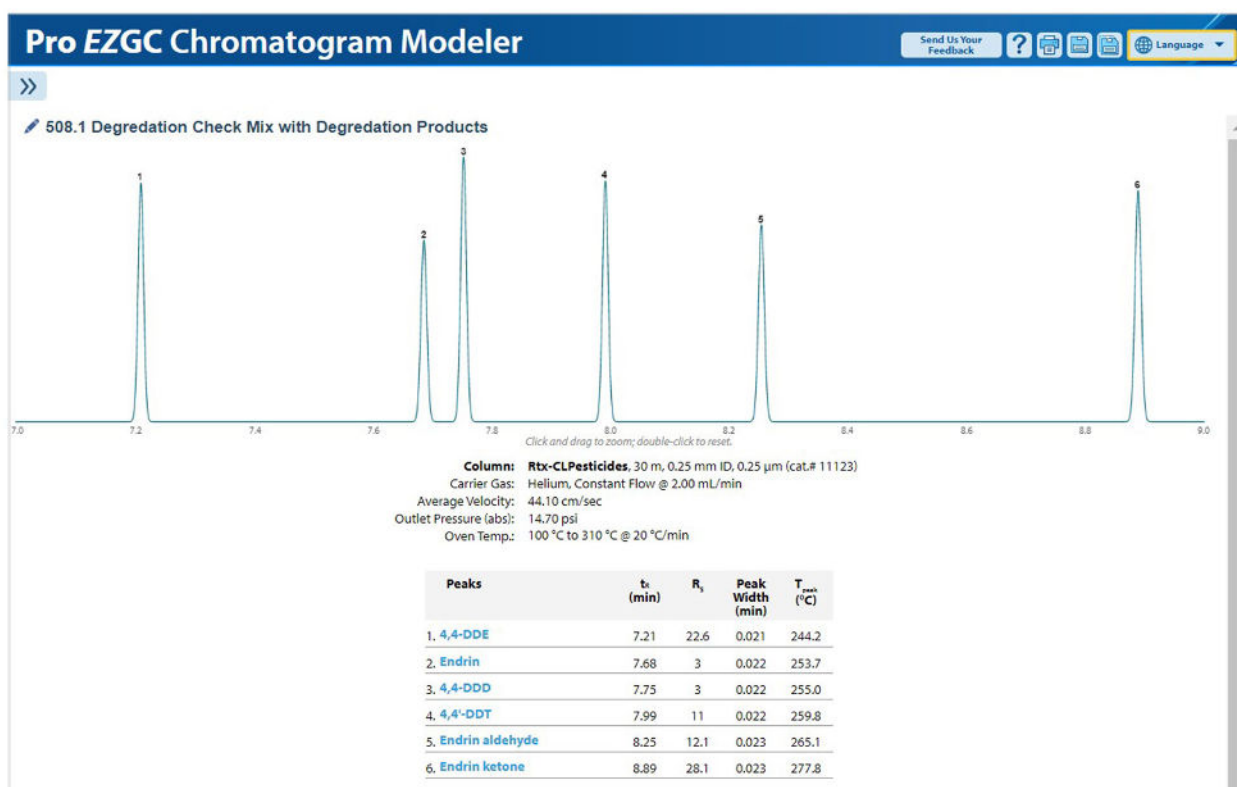 Pro EZGC Chromatogram Modeler
Send Us Your
Feedback
?
Language
508.1 Degredation Check Mix with Degredation Products
1
2
3
4
5
6
7.0 7.2 7.4 7.6 7.8 8.0 8.2 8.4 8.6 8.8 9.0
Click and drag to zoom; double-click to reset.
Column: Rtx-CLPesticides, 30 m, 0.25 mm ID, 0.25 µm (cat.# 11123)
Carrier Gas: Helium, Constant Flow @ 2.00 mL/min
Average Velocity: 44.10 cm/sec
Outlet Pressure (abs): 14.70 psi
Oven Temp.: 100 °C to 310 °C @ 20 °C/min
Peaks tR (min) Rs Peak Width (min) Tpeak (°C)
1. 4,4-DDE 7.21 22.6 0.021 244.2
2. Endrin 7.68 3 0.022 253.7
3. 4,4-DDD 7.75 3 0.022 255.0
4. 4,4'-DDT 7.99 11 0.022 259.8
5. Endrin aldehyde 8.25 12.1 0.023 265.1
6. Endrin ketone 8.89 28.1 0.023 277.8